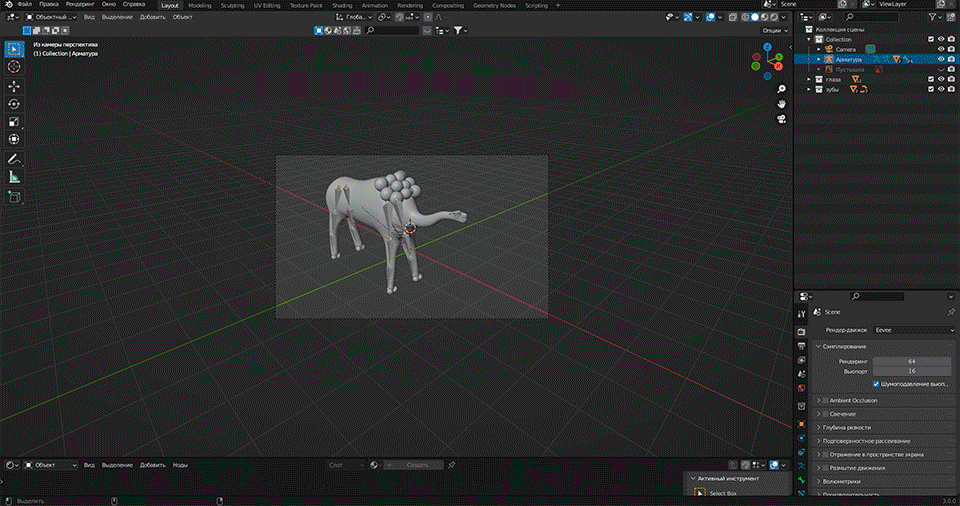 Файл Правка Рендеринг Окно Справка Layout Modeling Sculpting UV Editing Texture Paint Shading Animation Rendering Compositing Geometry Nodes Scripting + Scene ViewLayer
Объектный ... Вид Выделение Добавить Объект Глоба...
Опции
Из камеры перспектива
(1) Collection | Арматура
Z
X
Коллекция сцены
Collection
Camera
Арматура
Пустышка
глаза
зубы
Scene
Рендер-движок Eevee
Сэмплирование
Рендеринг 64
Вьюпорт 16
Шумоподавление вьюп...
Ambient Occlusion
Свечение
Глубина резкости
Подповерхностное рассеивание
Отражение в пространстве экрана
Размытие движения
Волюметрики
Производительность
Объект Вид Выделение Добавить Ноды Слот Создать
Активный инструмент
Select Box
Выделить 3.0.0